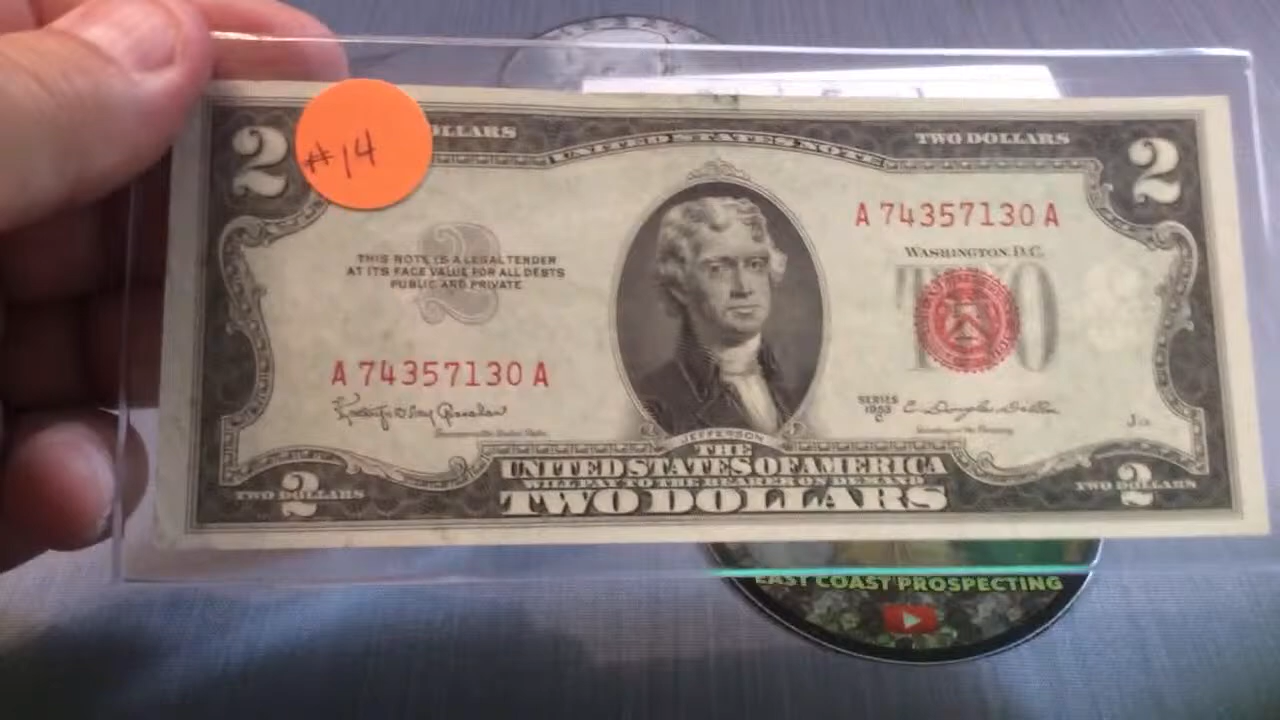 #14
2 DOLLARS
UNITED STATES NOTE
TWO DOLLARS 2
A 74357130 A
WASHINGTON, D.C.
THIS NOTE IS A LEGAL TENDER
AT ITS FACE VALUE FOR ALL DEBTS
PUBLIC AND PRIVATE
2
TWO
A 74357130 A
SERIES
1953
C
JEFFERSON
THE
UNITED STATES OF AMERICA
WILL PAY TO THE BEARER ON DEMAND
TWO DOLLARS
TWO DOLLARS 2
TWO DOLLARS 2
EAST COAST PROSPECTING